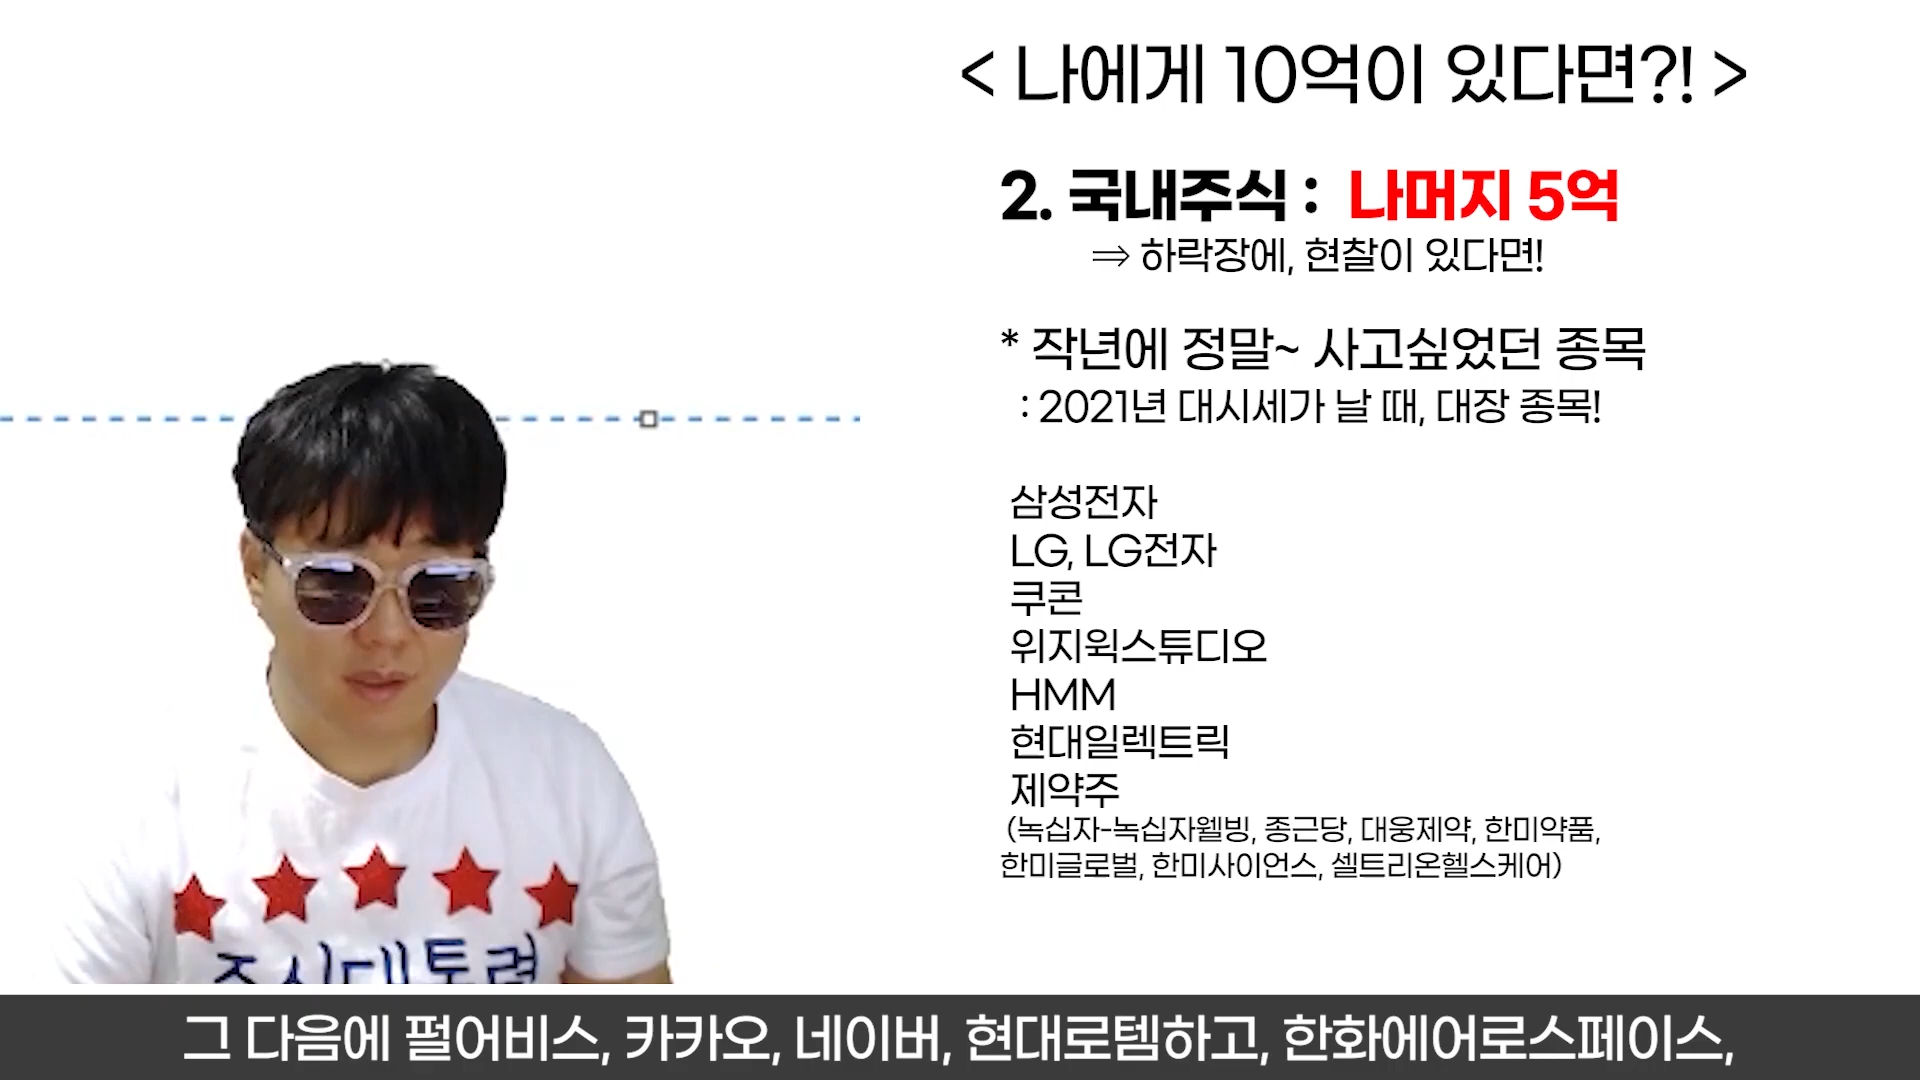 < 나에게 10억이 있다면?! >
2. 국내주식 : 나머지 5억
⇒ 하락장에, 현찰이 있다면!
* 작년에 정말~ 사고싶었던 종목
: 2021년 대시세가 날 때, 대장 종목!
삼성전자
LG, LG전자
쿠콘
위지윅스튜디오
HMM
현대일렉트릭
제약주
(녹십자-녹십자웰빙, 종근당, 대웅제약, 한미약품,
한미글로벌, 한미사이언스, 셀트리온헬스케어)
주식대통령
그 다음에 펄어비스, 카카오, 네이버, 현대로템하고, 한화에어로스페이스,